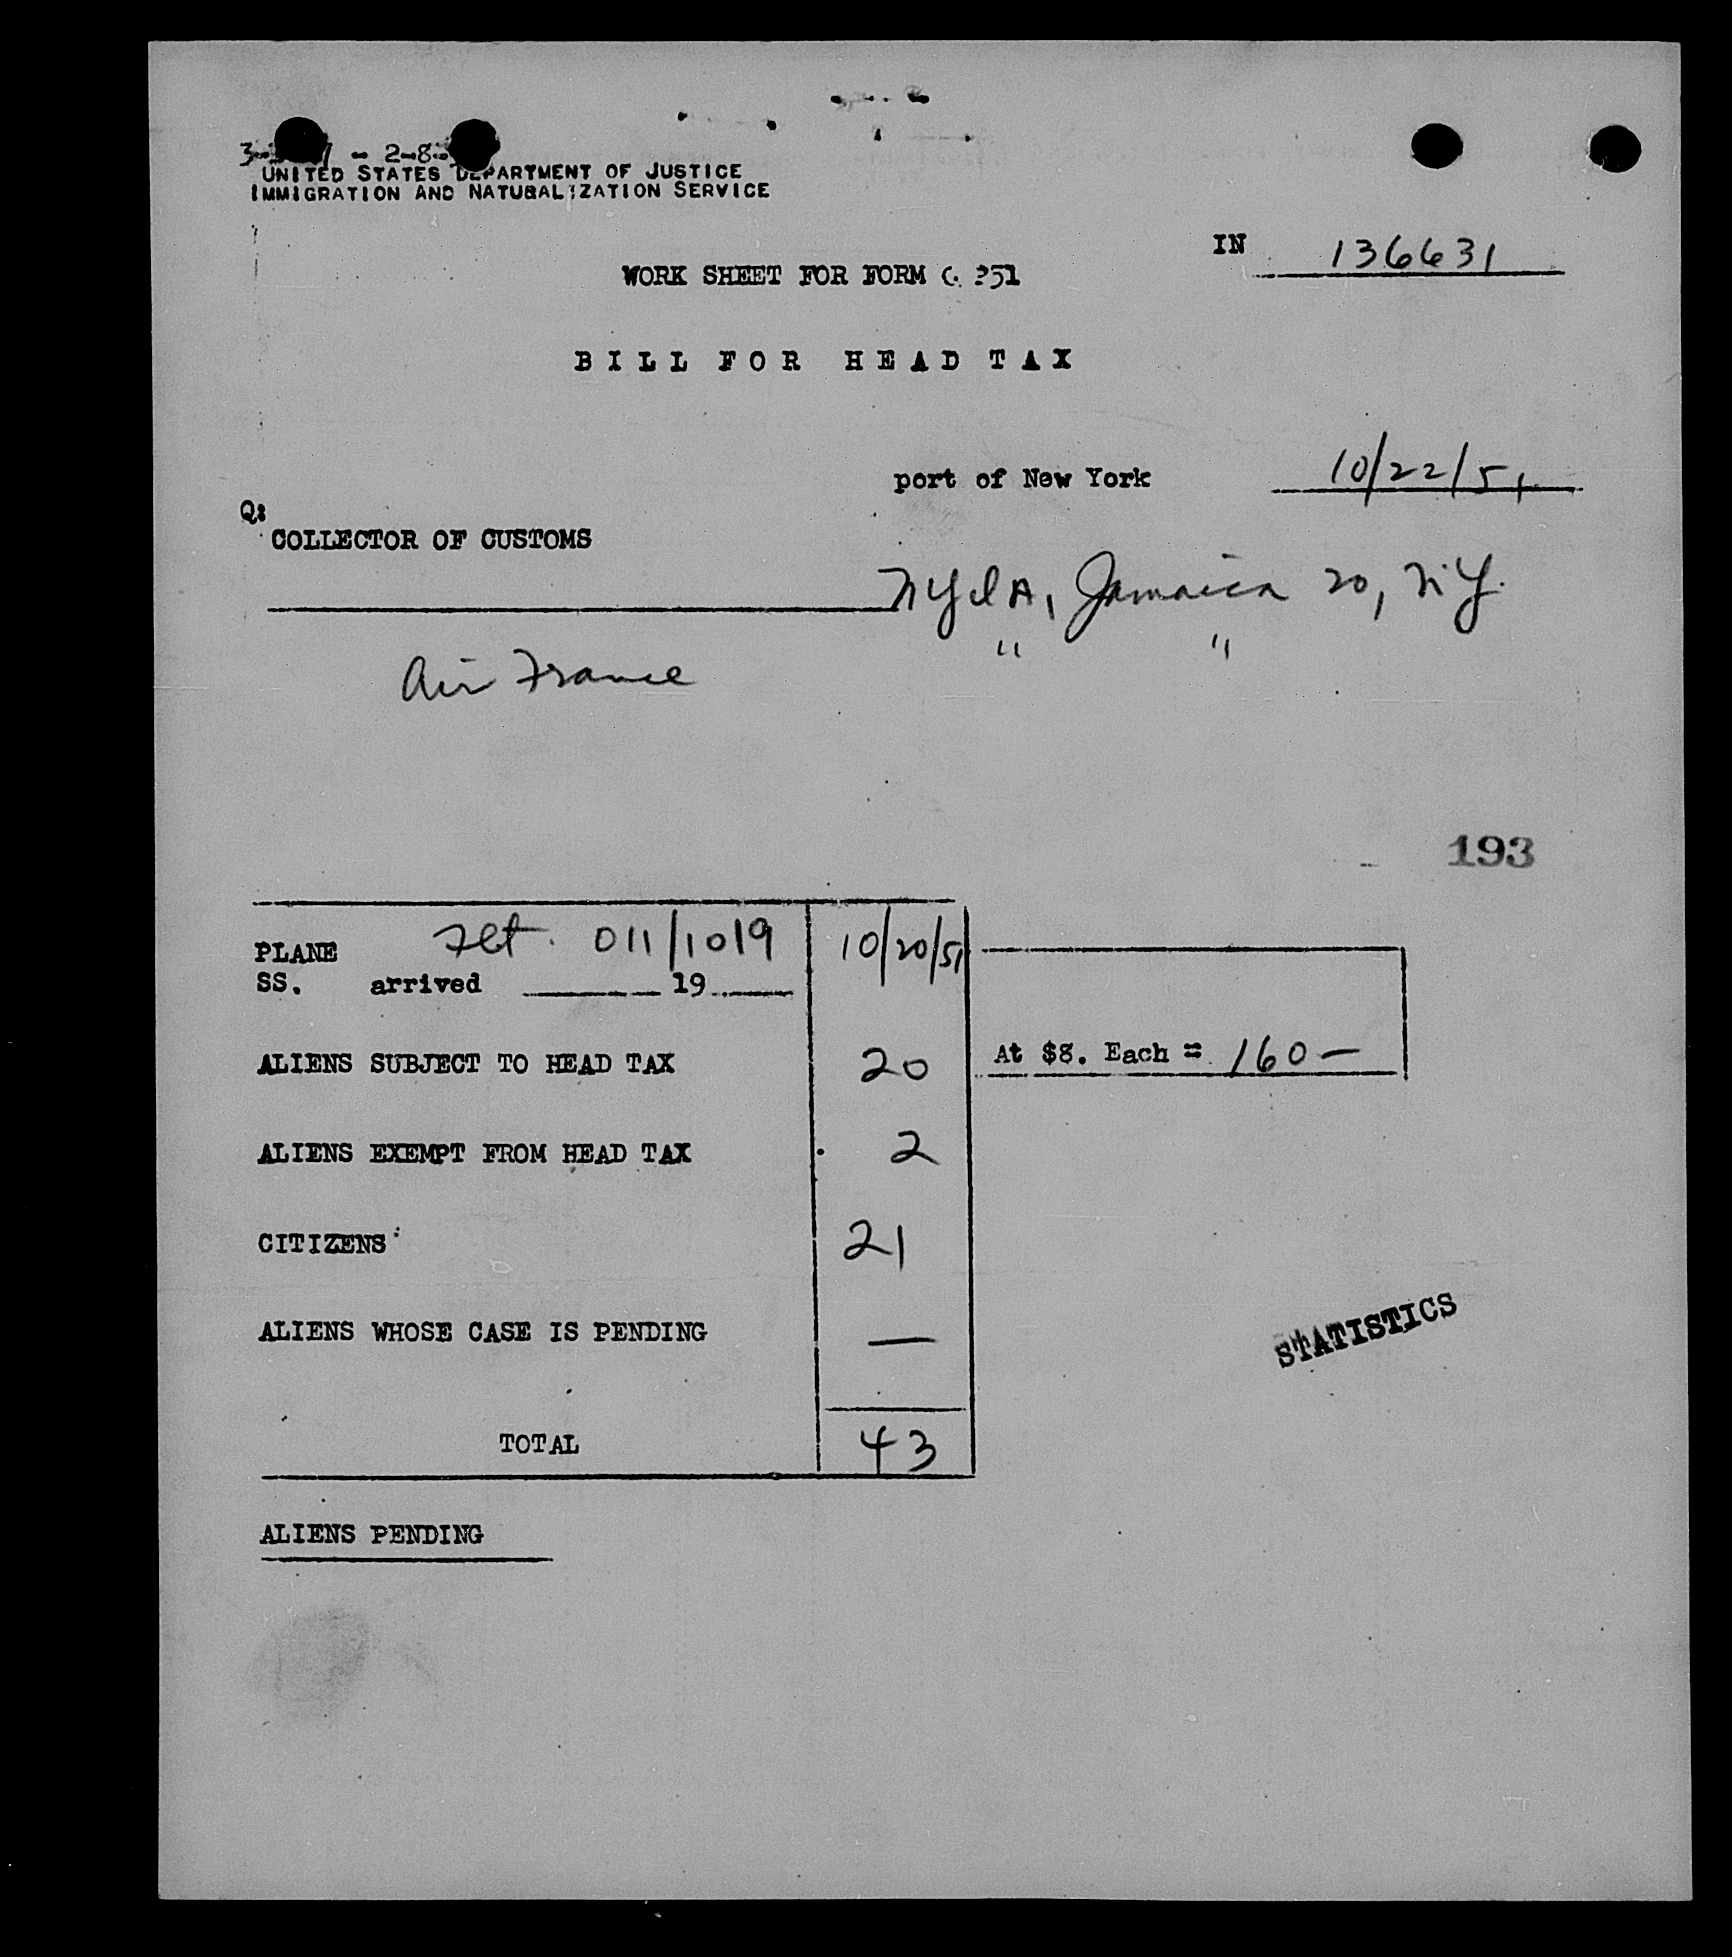 - 2-8-
UNITED STATES DEPARTMENT OF JUSTICE
IMMIGRATION AND NATURALIZATION SERVICE
IN 136631
WORK SHEET FOR FORM
BILL FOR HEAD TAX
port of New York 10/22/51
COLLECTOR OF CUSTOMS
NYIA, Jamaica 20, N.Y.
" "
Air France
193
PLANE Flt. 011/1019 10/20/51
SS. arrived 19
ALIENS SUBJECT TO HEAD TAX 20 At $8. Each = 160 —
ALIENS EXEMPT FROM HEAD TAX 2
CITIZENS 21
ALIENS WHOSE CASE IS PENDING —
STATISTICS
TOTAL 43
ALIENS PENDING